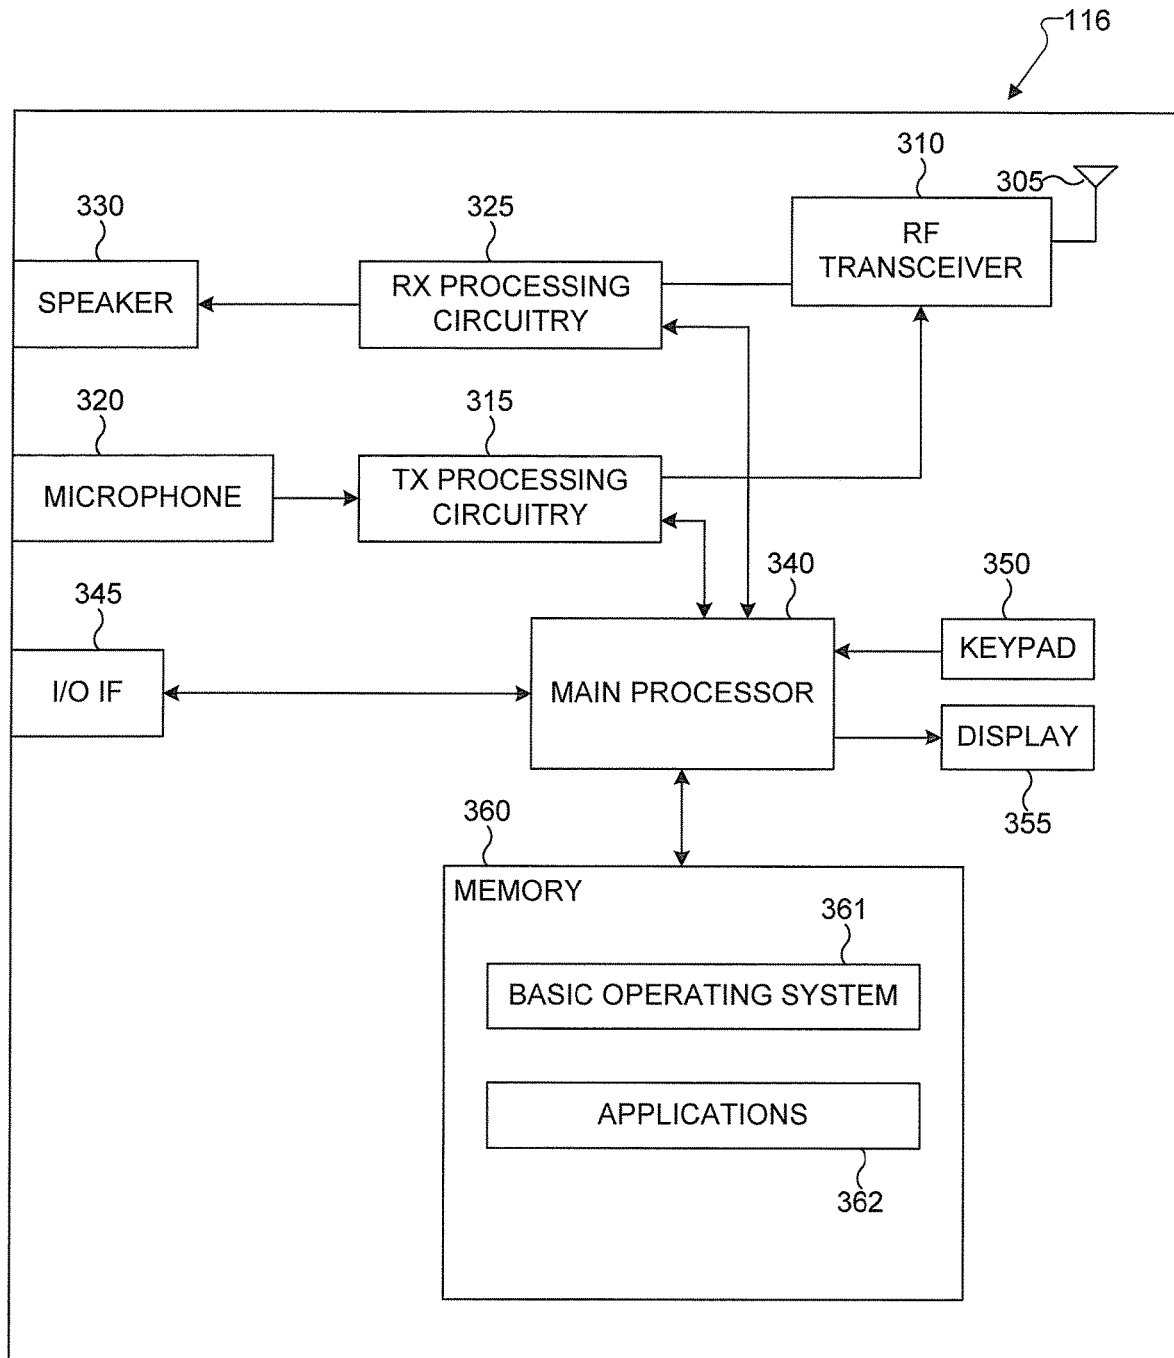 116
310
305
330
325
RF
TRANSCEIVER
SPEAKER
RX PROCESSING
CIRCUITRY
320
315
MICROPHONE
TX PROCESSING
CIRCUITRY
345
340
350
I/O IF
MAIN PROCESSOR
KEYPAD
DISPLAY
355
360
MEMORY
361
BASIC OPERATING SYSTEM
APPLICATIONS
362